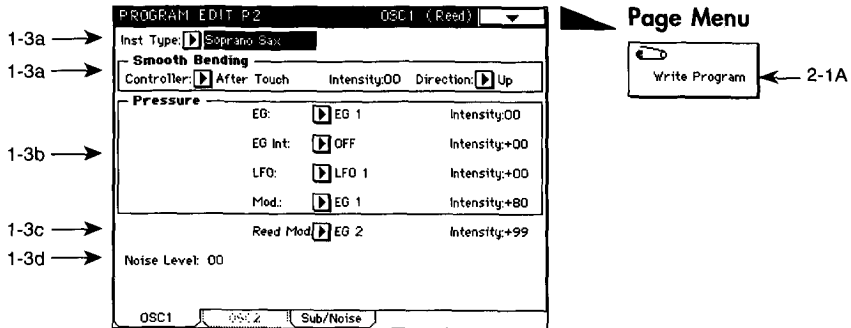 PROGRAM EDIT P2 OSC1 (Reed)
Page Menu
Write Program
2-1A
1-3a
Inst Type: Soprano Sax
1-3a
Smooth Bending
Controller: After Touch Intensity:00 Direction: Up
1-3b
Pressure
EG: EG 1 Intensity:00
EG Int: OFF Intensity:+00
LFO: LFO 1 Intensity:+00
Mod.: EG 1 Intensity:+80
1-3c
Reed Mod EG 2 Intensity:+99
1-3d
Noise Level: 00
OSC1 OSC2 Sub/Noise